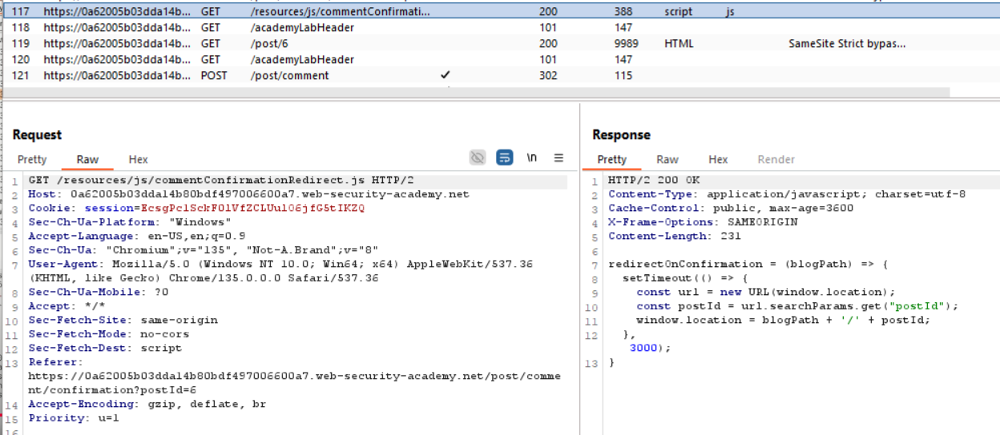 117 https://0a62005b03dda14b... GET /resources/js/commentConfirmati... 200 388 script js
118 https://0a62005b03dda14b... GET /academyLabHeader 101 147
119 https://0a62005b03dda14b... GET /post/6 200 9989 HTML SameSite Strict bypas...
120 https://0a62005b03dda14b... GET /academyLabHeader 101 147
121 https://0a62005b03dda14b... POST /post/comment ✓ 302 115
Request
Pretty Raw Hex \n
1 GET /resources/js/commentConfirmationRedirect.js HTTP/2
2 Host: 0a62005b03dda14b80bdf497006600a7.web-security-academy.net
3 Cookie: session=EcsgPclSckF0lVfZCLUul06jfG5tIKZQ
4 Sec-Ch-Ua-Platform: "Windows"
5 Accept-Language: en-US,en;q=0.9
6 Sec-Ch-Ua: "Chromium";v="135", "Not-A.Brand";v="8"
7 User-Agent: Mozilla/5.0 (Windows NT 10.0; Win64; x64) AppleWebKit/537.36
(KHTML, like Gecko) Chrome/135.0.0.0 Safari/537.36
8 Sec-Ch-Ua-Mobile: ?0
9 Accept: */*
10 Sec-Fetch-Site: same-origin
11 Sec-Fetch-Mode: no-cors
12 Sec-Fetch-Dest: script
13 Referer:
https://0a62005b03dda14b80bdf497006600a7.web-security-academy.net/post/comme
nt/confirmation?postId=6
14 Accept-Encoding: gzip, deflate, br
15 Priority: u=1
16
Response
Pretty Raw Hex Render
1 HTTP/2 200 OK
2 Content-Type: application/javascript; charset=utf-8
3 Cache-Control: public, max-age=3600
4 X-Frame-Options: SAMEORIGIN
5 Content-Length: 231
6
7 redirectOnConfirmation = (blogPath) => {
8 setTimeout(() => {
9 const url = new URL(window.location);
10 const postId = url.searchParams.get("postId");
11 window.location = blogPath + '/' + postId;
12 },
3000);
13 }